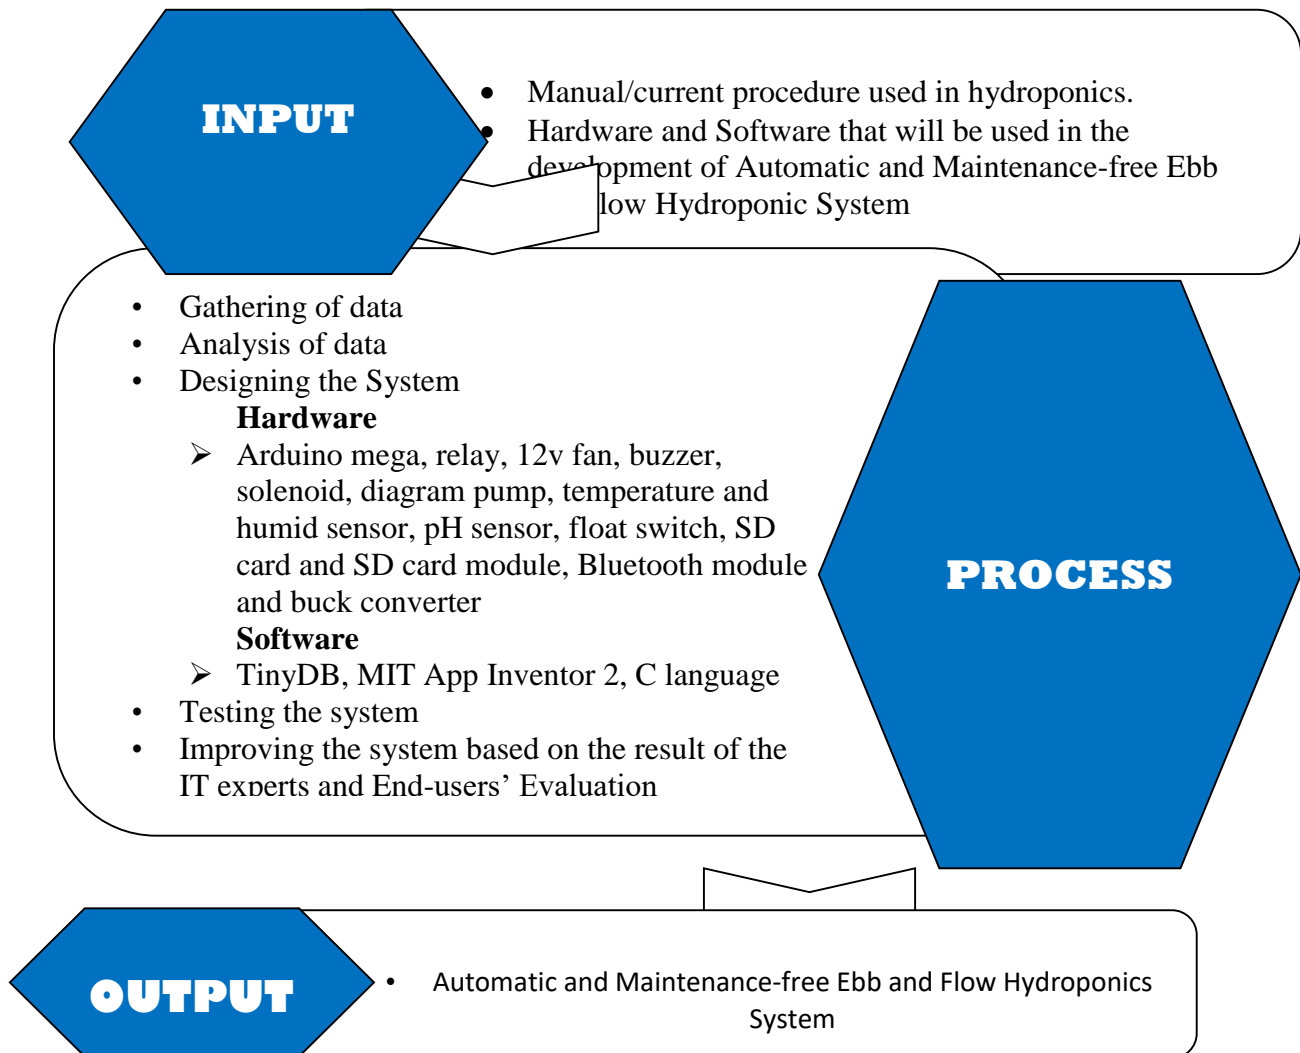 INPUT
• Manual/current procedure used in hydroponics.
• Hardware and Software that will be used in the
development of Automatic and Maintenance-free Ebb
low Hydroponic System
• Gathering of data
• Analysis of data
• Designing the System
Hardware
➢ Arduino mega, relay, 12v fan, buzzer,
solenoid, diagram pump, temperature and
humid sensor, pH sensor, float switch, SD
card and SD card module, Bluetooth module
and buck converter
Software
➢ TinyDB, MIT App Inventor 2, C language
• Testing the system
• Improving the system based on the result of the
IT experts and End-users’ Evaluation
PROCESS
OUTPUT
• Automatic and Maintenance-free Ebb and Flow Hydroponics
System